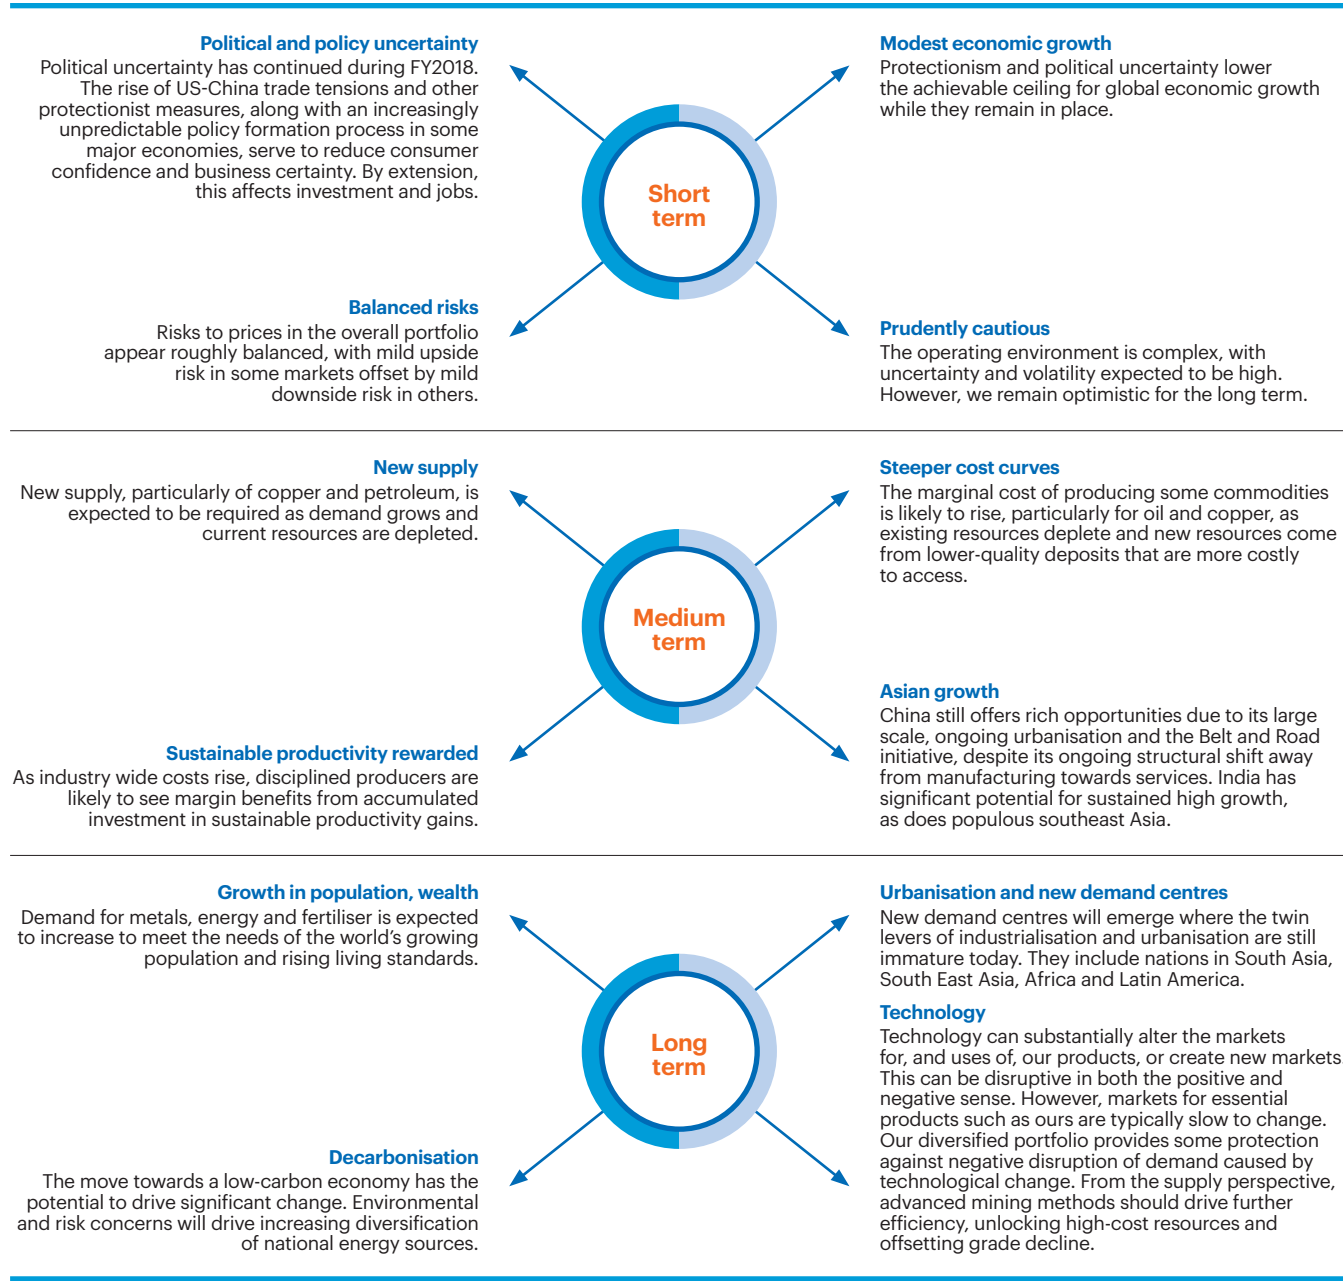 Political and policy uncertainty
Political uncertainty has continued during FY2018.
The rise of US-China trade tensions and other
protectionist measures, along with an increasingly
unpredictable policy formation process in some
major economies, serve to reduce consumer
confidence and business certainty. By extension,
this affects investment and jobs.
Modest economic growth
Protectionism and political uncertainty lower
the achievable ceiling for global economic growth
while they remain in place.
Short
term
Balanced risks
Risks to prices in the overall portfolio
appear roughly balanced, with mild upside
risk in some markets offset by mild
downside risk in others.
Prudently cautious
The operating environment is complex, with
uncertainty and volatility expected to be high.
However, we remain optimistic for the long term.
New supply
New supply, particularly of copper and petroleum, is
expected to be required as demand grows and
current resources are depleted.
Steeper cost curves
The marginal cost of producing some commodities
is likely to rise, particularly for oil and copper, as
existing resources deplete and new resources come
from lower-quality deposits that are more costly
to access.
Medium
term
Sustainable productivity rewarded
As industry wide costs rise, disciplined producers are
likely to see margin benefits from accumulated
investment in sustainable productivity gains.
Asian growth
China still offers rich opportunities due to its large
scale, ongoing urbanisation and the Belt and Road
initiative, despite its ongoing structural shift away
from manufacturing towards services. India has
significant potential for sustained high growth,
as does populous southeast Asia.
Growth in population, wealth
Demand for metals, energy and fertiliser is expected
to increase to meet the needs of the world's growing
population and rising living standards.
Urbanisation and new demand centres
New demand centres will emerge where the twin
levers of industrialisation and urbanisation are still
immature today. They include nations in South Asia,
South East Asia, Africa and Latin America.
Long
term
Decarbonisation
The move towards a low-carbon economy has the
potential to drive significant change. Environmental
and risk concerns will drive increasing diversification
of national energy sources.
Technology
Technology can substantially alter the markets
for, and uses of, our products, or create new markets
This can be disruptive in both the positive and
negative sense. However, markets for essential
products such as ours are typically slow to change.
Our diversified portfolio provides some protection
against negative disruption of demand caused by
technological change. From the supply perspective,
advanced mining methods should drive further
efficiency, unlocking high-cost resources and
offsetting grade decline.